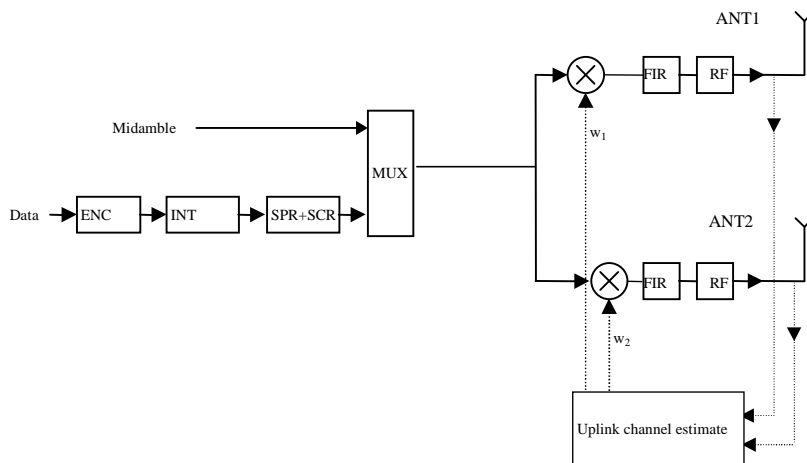 ANT1
FIR
RF
Midamble
w1
MUX
Data
ENC
INT
SPR+SCR
ANT2
FIR
RF
w2
Uplink channel estimate